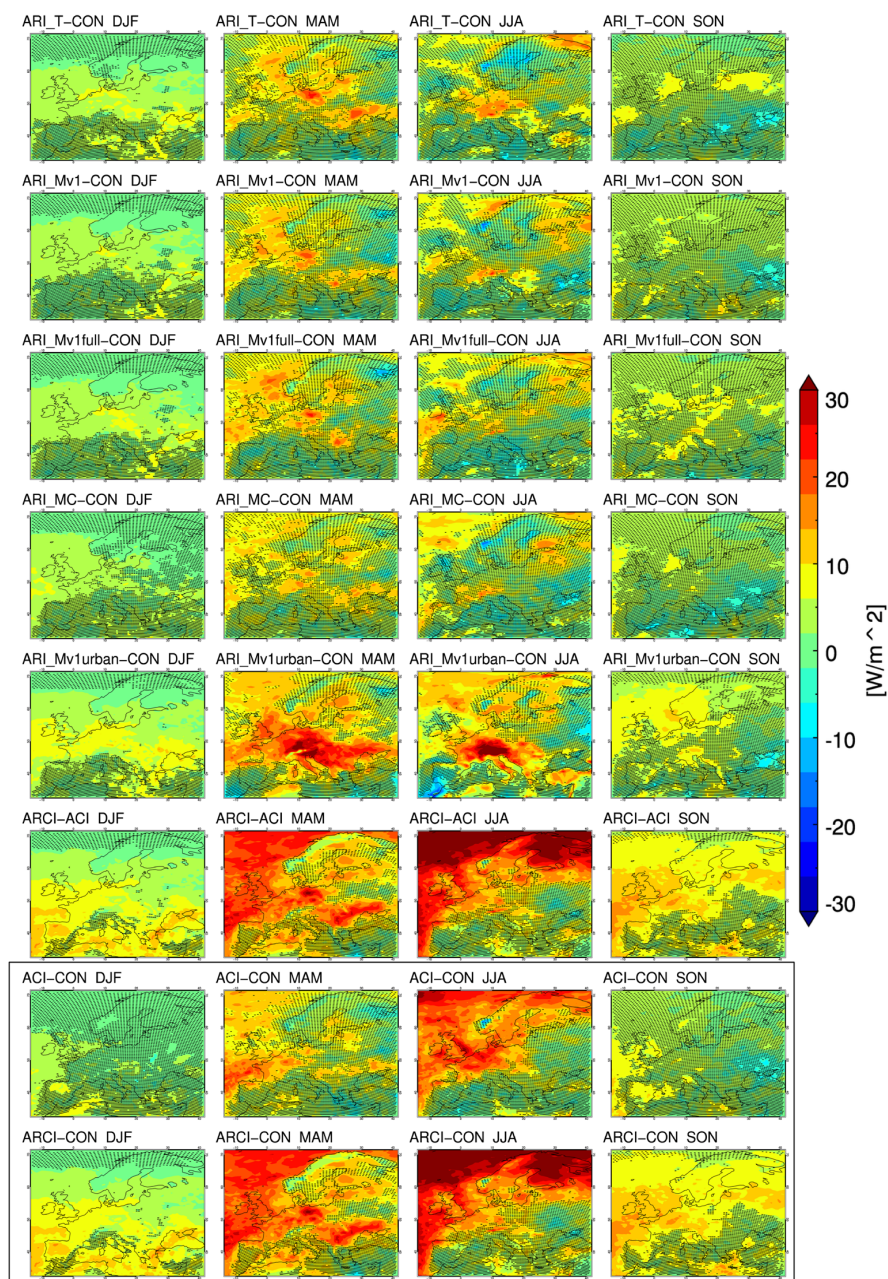 ARI_T-CON DJF ARI_T-CON MAM ARI_T-CON JJA ARI_T-CON SON
ARI_Mv1-CON DJF ARI_Mv1-CON MAM ARI_Mv1-CON JJA ARI_Mv1-CON SON
ARI_Mv1full-CON DJF ARI_Mv1full-CON MAM ARI_Mv1full-CON JJA ARI_Mv1full-CON SON
ARI_MC-CON DJF ARI_MC-CON MAM ARI_MC-CON JJA ARI_MC-CON SON
ARI_Mv1urban-CON DJF ARI_Mv1urban-CON MAM ARI_Mv1urban-CON JJA ARI_Mv1urban-CON SON
ARCI-ACI DJF ARCI-ACI MAM ARCI-ACI JJA ARCI-ACI SON
ACI-CON DJF ACI-CON MAM ACI-CON JJA ACI-CON SON
ARCI-CON DJF ARCI-CON MAM ARCI-CON JJA ARCI-CON SON
30
20
10
0
-10
-20
-30
[W/m^2]